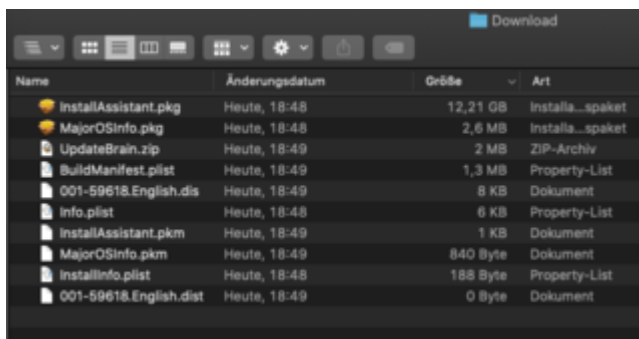 Download
Name Änderungsdatum Größe Art
InstallAssistant.pkg Heute, 18:48 12,21 GB Installa...spaket
MajorOSInfo.pkg Heute, 18:48 2,6 MB Installa...spaket
UpdateBrain.zip Heute, 18:49 2 MB ZIP-Archiv
BuildManifest.plist Heute, 18:49 1,3 MB Property-List
001-59618.English.dis Heute, 18:49 8 KB Dokument
Info.plist Heute, 18:48 6 KB Property-List
InstallAssistant.pkm Heute, 18:49 1 KB Dokument
MajorOSInfo.pkm Heute, 18:49 840 Byte Dokument
InstallInfo.plist Heute, 18:48 188 Byte Property-List
001-59618.English.dist Heute, 18:49 0 Byte Dokument